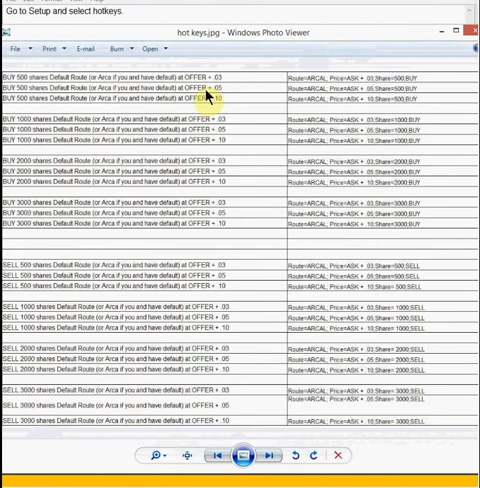 Go to Setup and select hotkeys.
hot keys.jpg - Windows Photo Viewer
File Print E-mail Burn Open
BUY 500 shares Default Route (or Arca if you and have default) at OFFER + .03 Route=ARCAL; Price=ASK + .03;Share=500;BUY
BUY 500 shares Default Route (or Arca if you and have default) at OFFER + .05 Route=ARCAL; Price=ASK + .05;Share=500;BUY
BUY 500 shares Default Route (or Arca if you and have default) at OFFER + .10 Route=ARCAL; Price=ASK + .10;Share=500;BUY
BUY 1000 shares Default Route (or Arca if you and have default) at OFFER + .03 Route=ARCAL; Price=ASK + .03;Share=1000;BUY
BUY 1000 shares Default Route (or Arca if you and have default) at OFFER + .05 Route=ARCAL; Price=ASK + .05;Share=1000;BUY
BUY 1000 shares Default Route (or Arca if you and have default) at OFFER + .10 Route=ARCAL; Price=ASK + .10;Share=1000;BUY
BUY 2000 shares Default Route (or Arca if you and have default) at OFFER + .03 Route=ARCAL; Price=ASK + .03;Share=2000;BUY
BUY 2000 shares Default Route (or Arca if you and have default) at OFFER + .05 Route=ARCAL; Price=ASK + .05;Share=2000;BUY
BUY 2000 shares Default Route (or Arca if you and have default) at OFFER + .10 Route=ARCAL; Price=ASK + .10;Share=2000;BUY
BUY 3000 shares Default Route (or Arca if you and have default) at OFFER + .03 Route=ARCAL; Price=ASK + .03;Share=3000;BUY
BUY 3000 shares Default Route (or Arca if you and have default) at OFFER + .05 Route=ARCAL; Price=ASK + .05;Share=3000;BUY
BUY 3000 shares Default Route (or Arca if you and have default) at OFFER + .10 Route=ARCAL; Price=ASK + .10;Share=3000;BUY
SELL 500 shares Default Route (or Arca if you and have default) at OFFER + .03 Route=ARCAL; Price=ASK + .03;Share=500;SELL
SELL 500 shares Default Route (or Arca if you and have default) at OFFER + .05 Route=ARCAL; Price=ASK + .05;Share=500;SELL
SELL 500 shares Default Route (or Arca if you and have default) at OFFER + .10 Route=ARCAL; Price=ASK + .10;Share= 500;SELL
SELL 1000 shares Default Route (or Arca if you and have default) at OFFER + .03 Route=ARCAL; Price=ASK + .03;Share= 1000;SELL
SELL 1000 shares Default Route (or Arca if you and have default) at OFFER + .05 Route=ARCAL; Price=ASK + .05;Share= 1000;SELL
SELL 1000 shares Default Route (or Arca if you and have default) at OFFER + .10 Route=ARCAL; Price=ASK + .10;Share= 1000;SELL
SELL 2000 shares Default Route (or Arca if you and have default) at OFFER + .03 Route=ARCAL; Price=ASK + .03;Share= 2000;SELL
SELL 2000 shares Default Route (or Arca if you and have default) at OFFER + .05 Route=ARCAL; Price=ASK + .05;Share= 2000;SELL
SELL 2000 shares Default Route (or Arca if you and have default) at OFFER + .10 Route=ARCAL; Price=ASK + .10;Share= 2000;SELL
SELL 3000 shares Default Route (or Arca if you and have default) at OFFER + .03 Route=ARCAL; Price=ASK + .03;Share= 3000;SELL
SELL 3000 shares Default Route (or Arca if you and have default) at OFFER + .05 Route=ARCAL; Price=ASK + .05;Share= 3000;SELL
SELL 3000 shares Default Route (or Arca if you and have default) at OFFER + .10 Route=ARCAL; Price=ASK + .10;Share= 3000;SELL